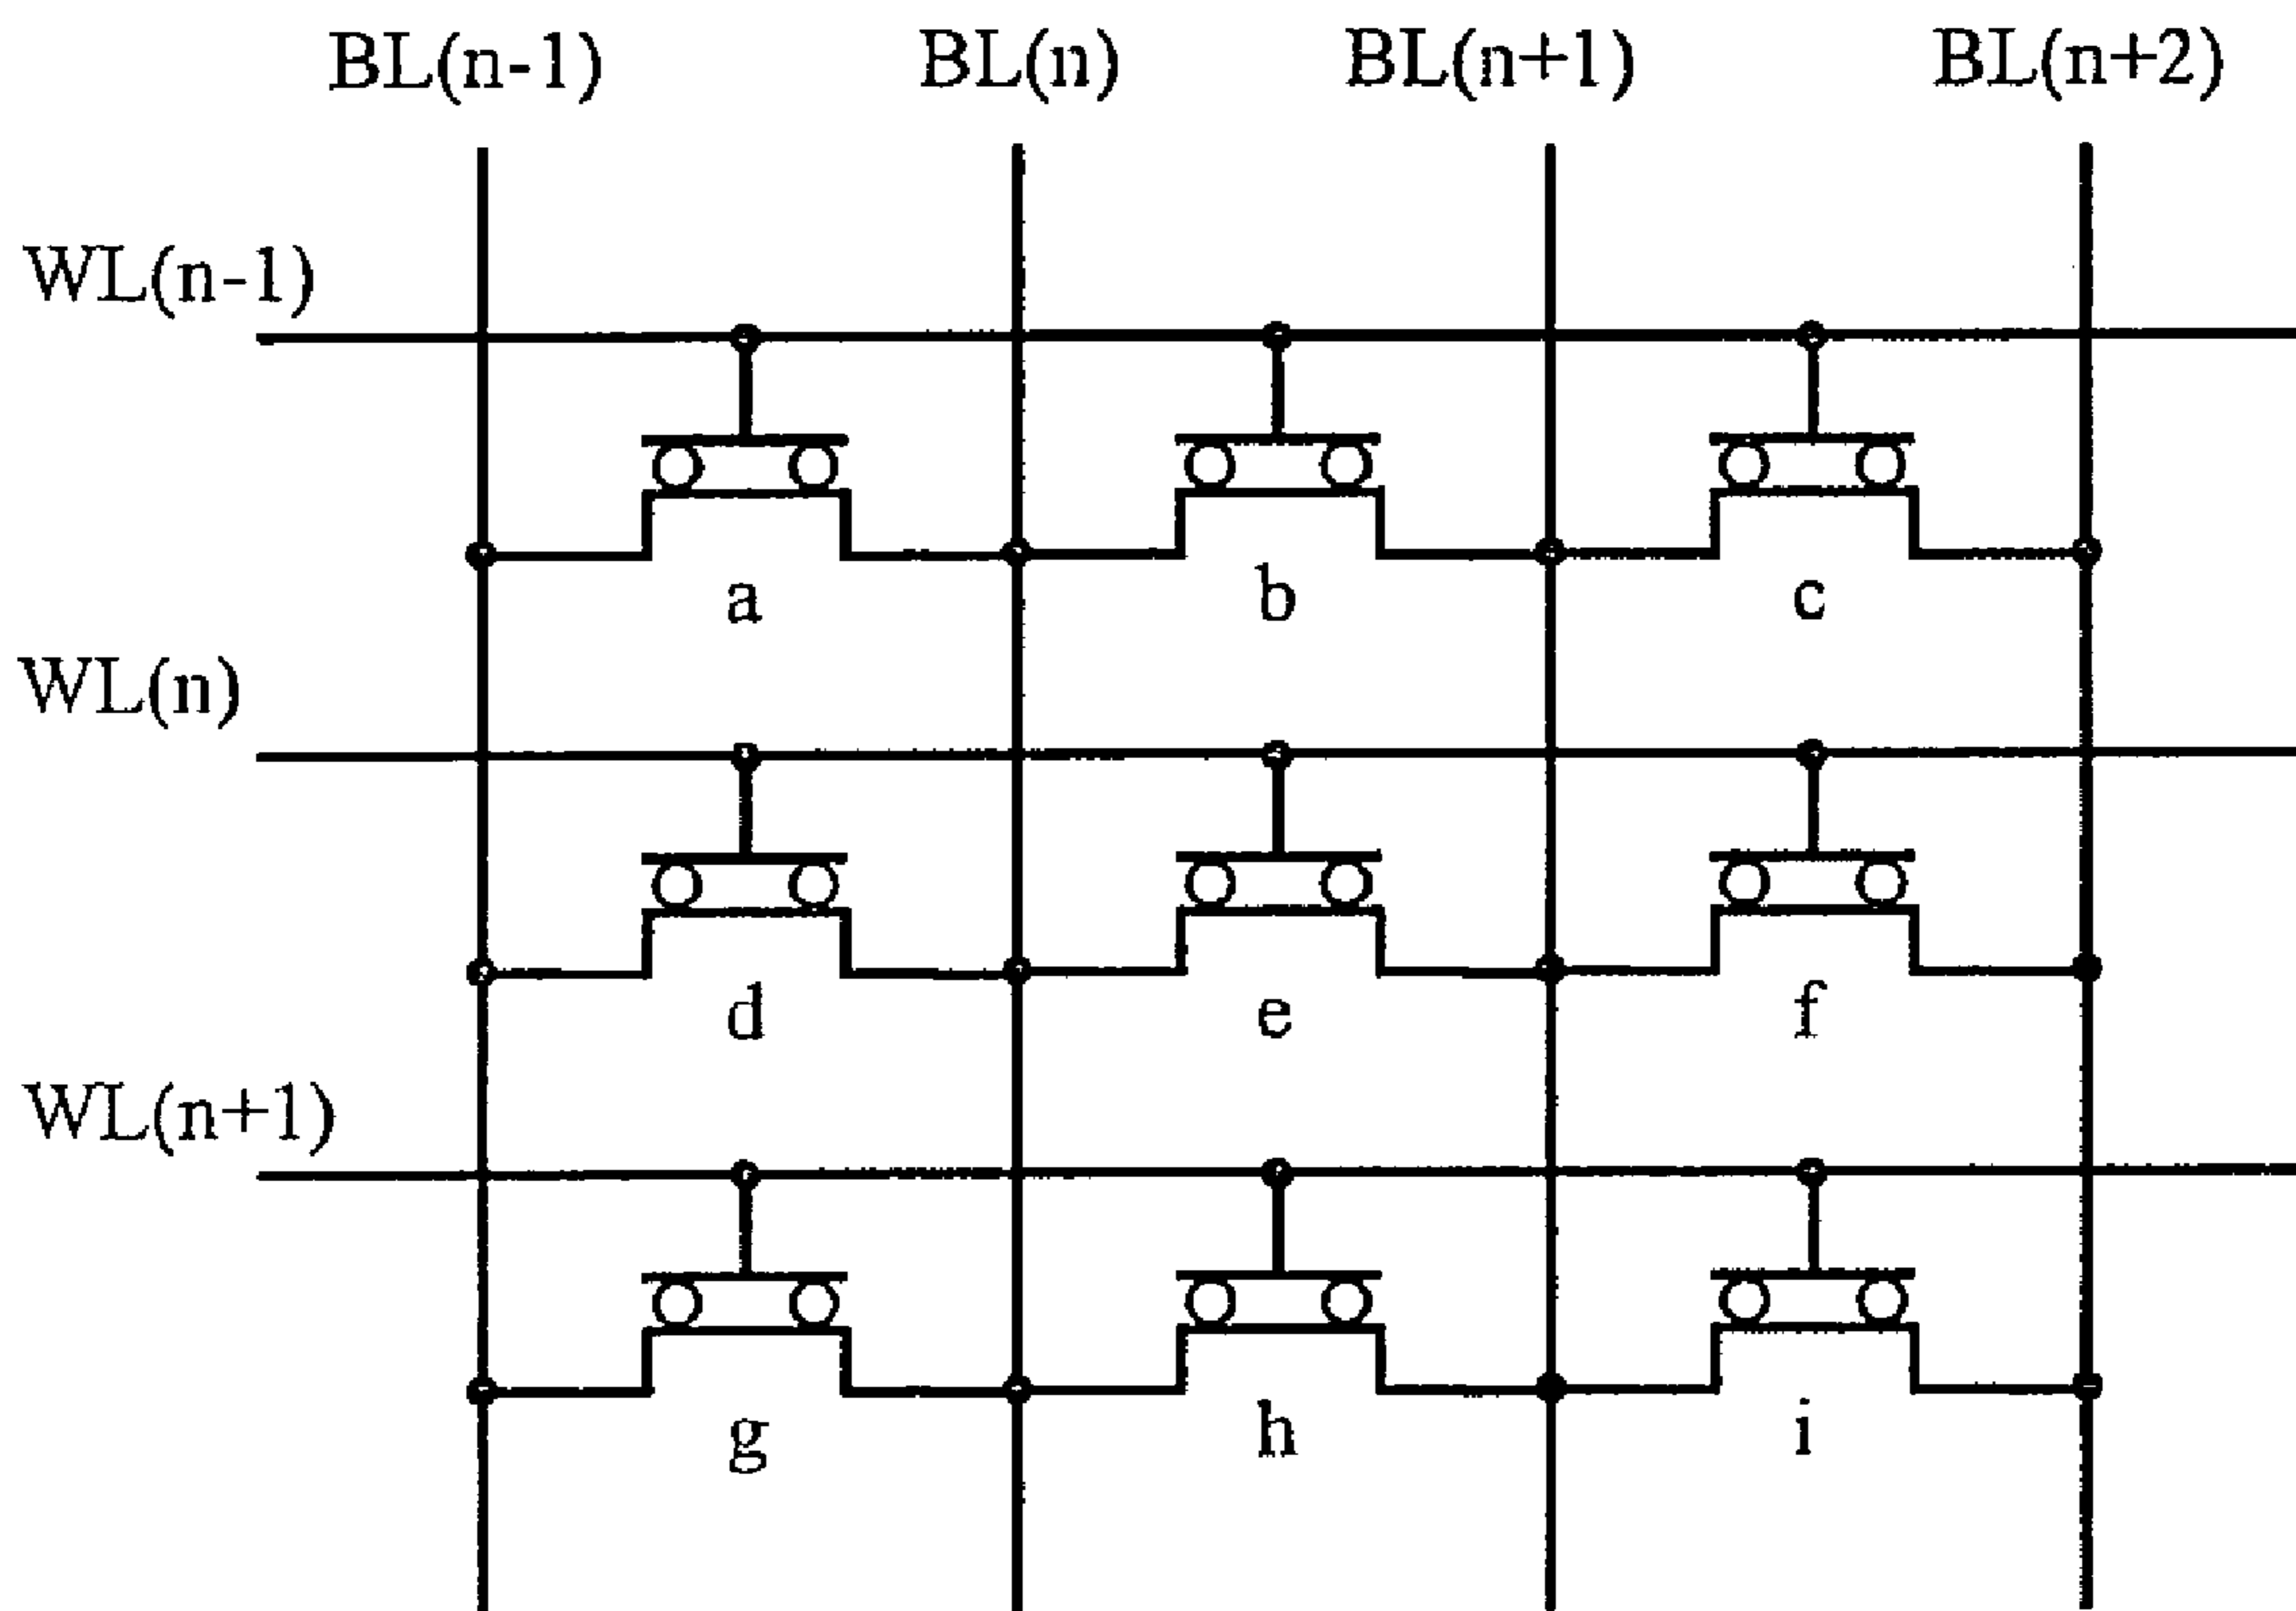 BL(n-1) BL(n) BL(n+1) BL(n+2)
WL(n-1)
a b c
WL(n)
d e f
WL(n+1)
g h i